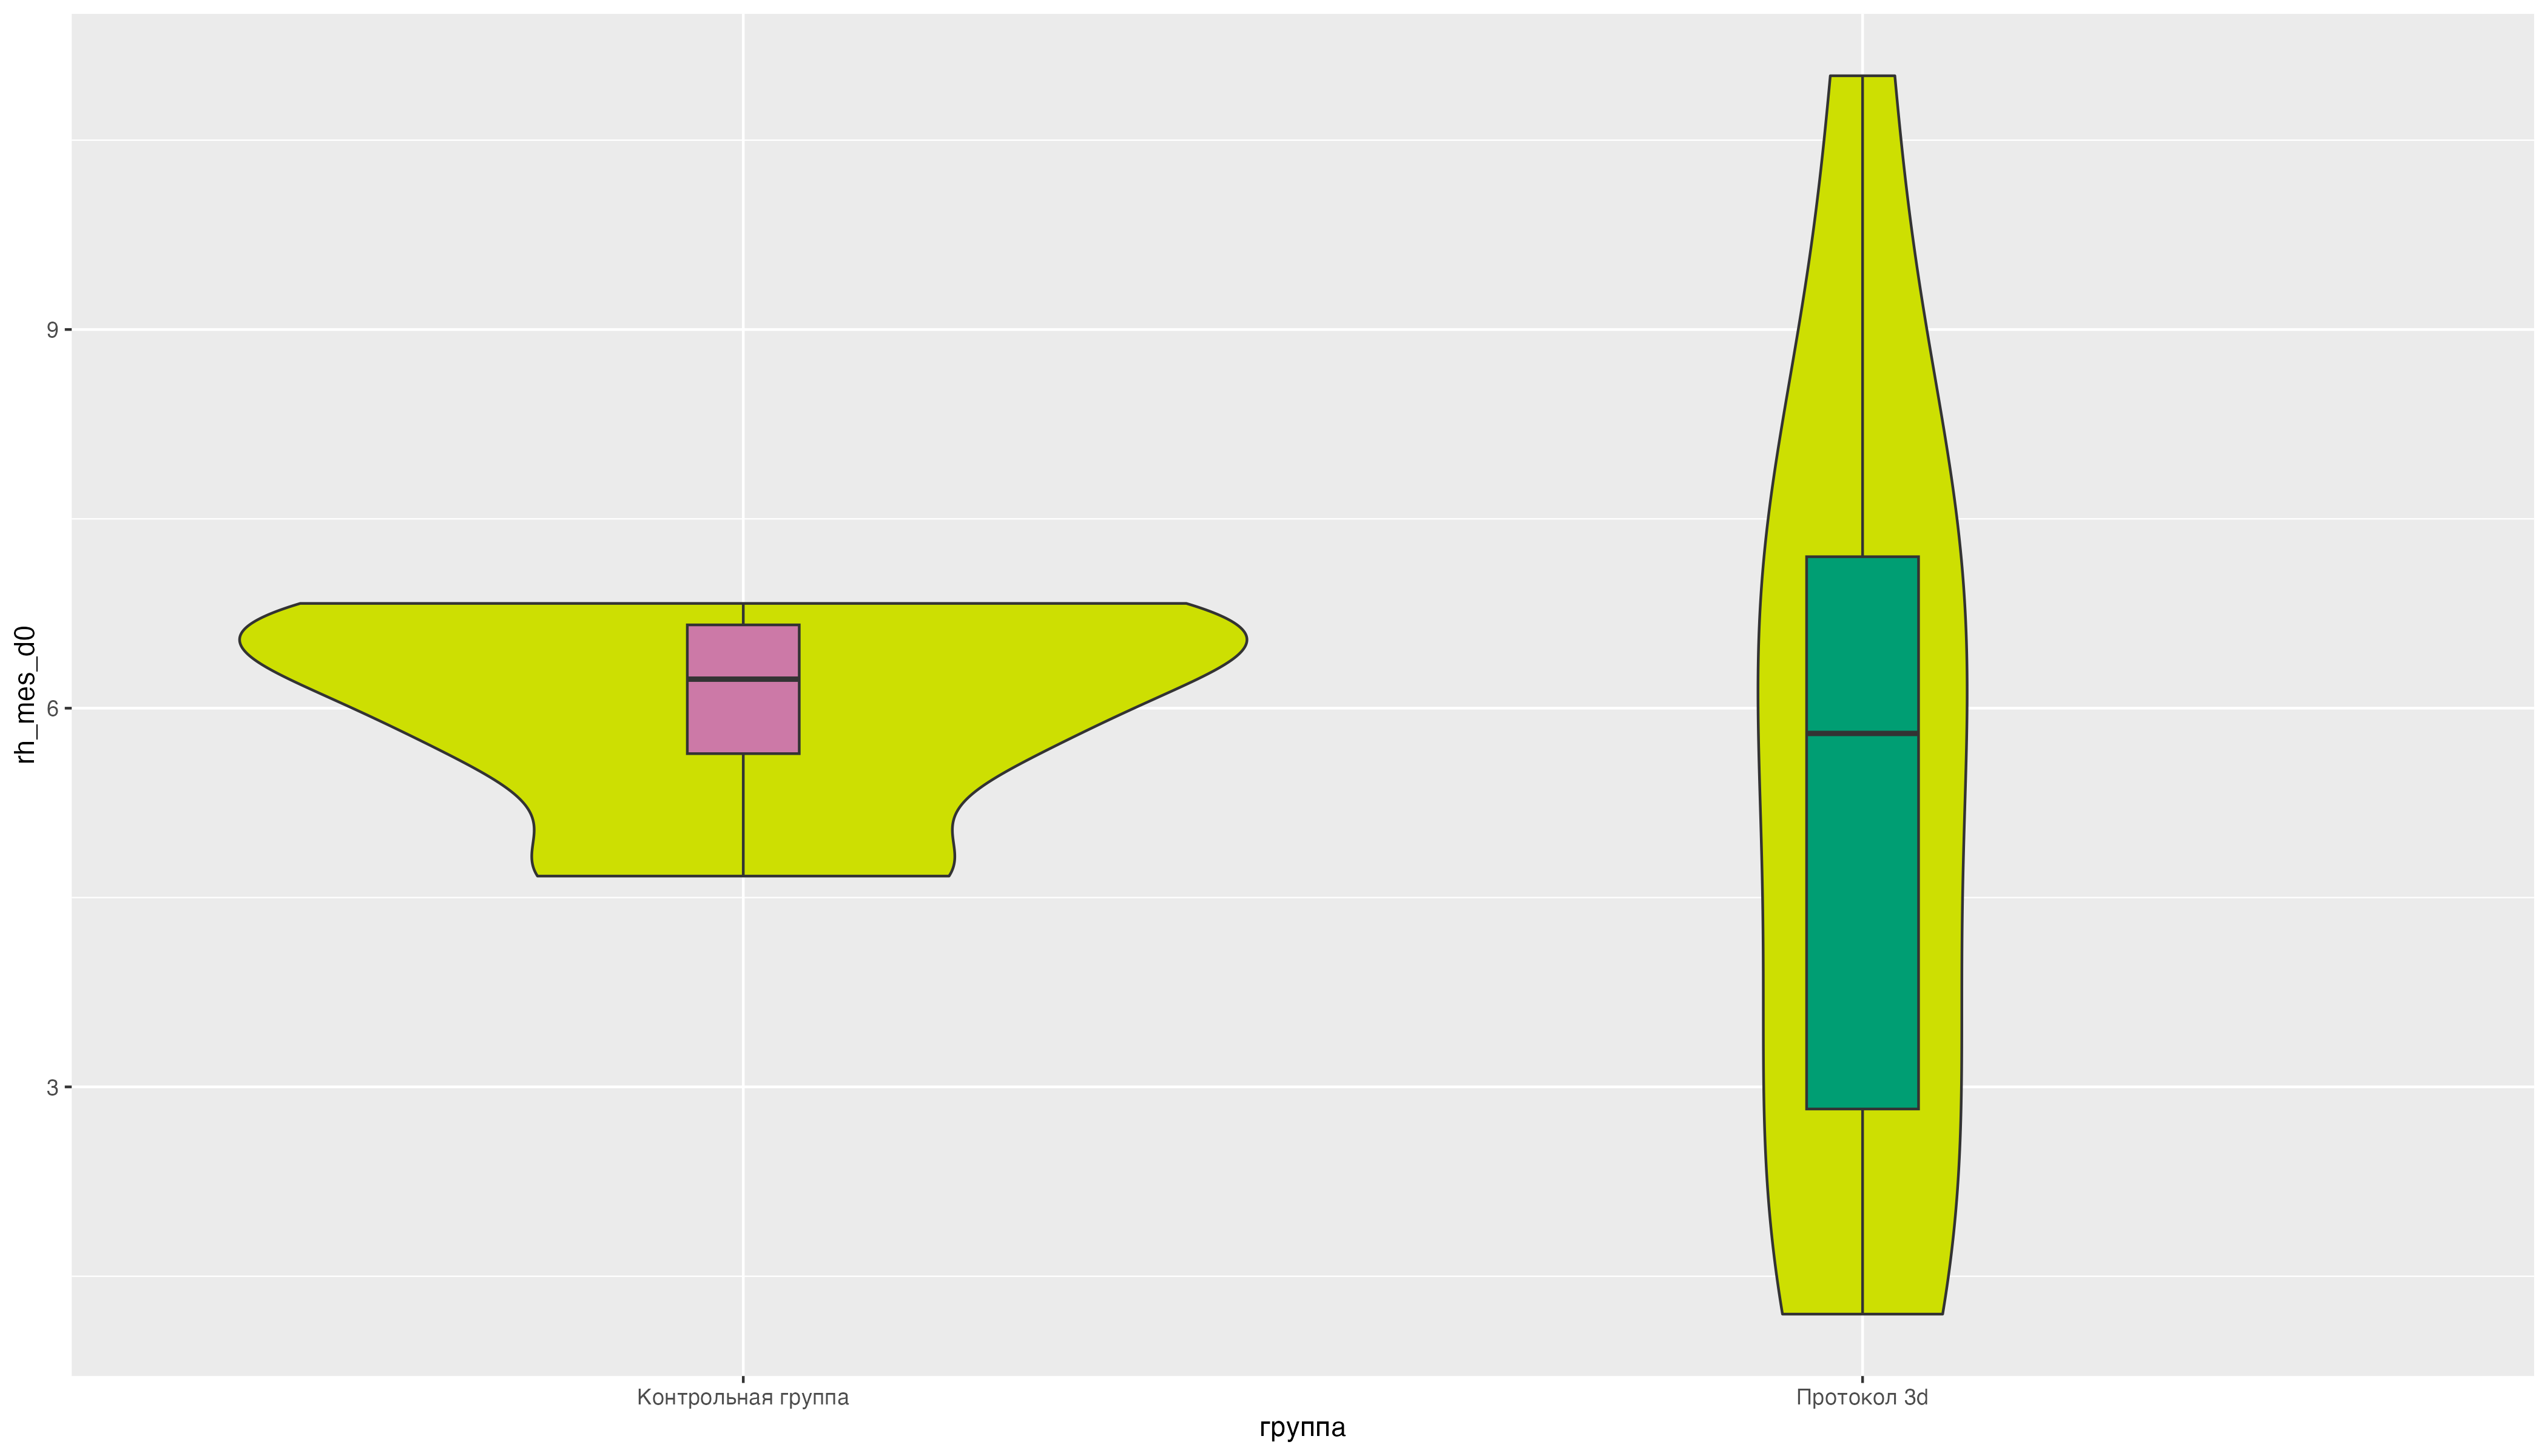 rh_mes_d0
9
6
3
Контрольная группа
Протокол 3d
группа